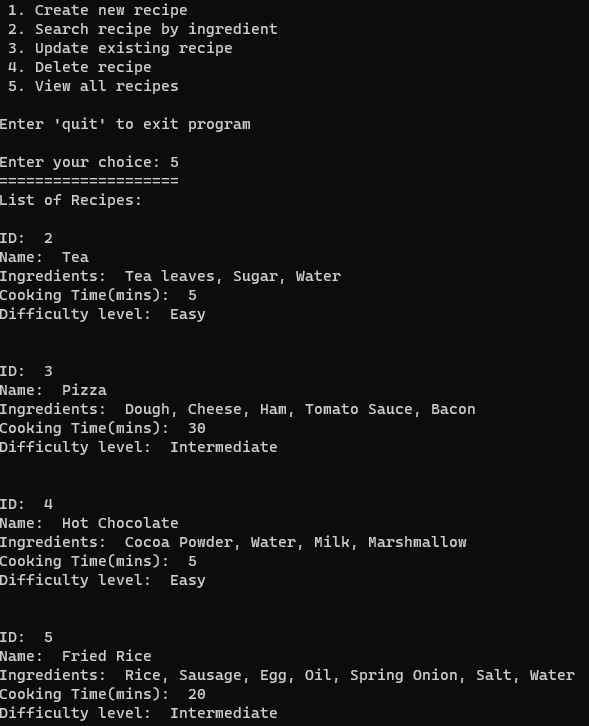 1. Create new recipe
2. Search recipe by ingredient
3. Update existing recipe
4. Delete recipe
5. View all recipes
Enter 'quit' to exit program
Enter your choice: 5
====================
List of Recipes:
ID:  2
Name:  Tea
Ingredients:  Tea leaves, Sugar, Water
Cooking Time(mins):  5
Difficulty level:  Easy
ID:  3
Name:  Pizza
Ingredients:  Dough, Cheese, Ham, Tomato Sauce, Bacon
Cooking Time(mins):  30
Difficulty level:  Intermediate
ID:  4
Name:  Hot Chocolate
Ingredients:  Cocoa Powder, Water, Milk, Marshmallow
Cooking Time(mins):  5
Difficulty level:  Easy
ID:  5
Name:  Fried Rice
Ingredients:  Rice, Sausage, Egg, Oil, Spring Onion, Salt, Water
Cooking Time(mins):  20
Difficulty level:  Intermediate